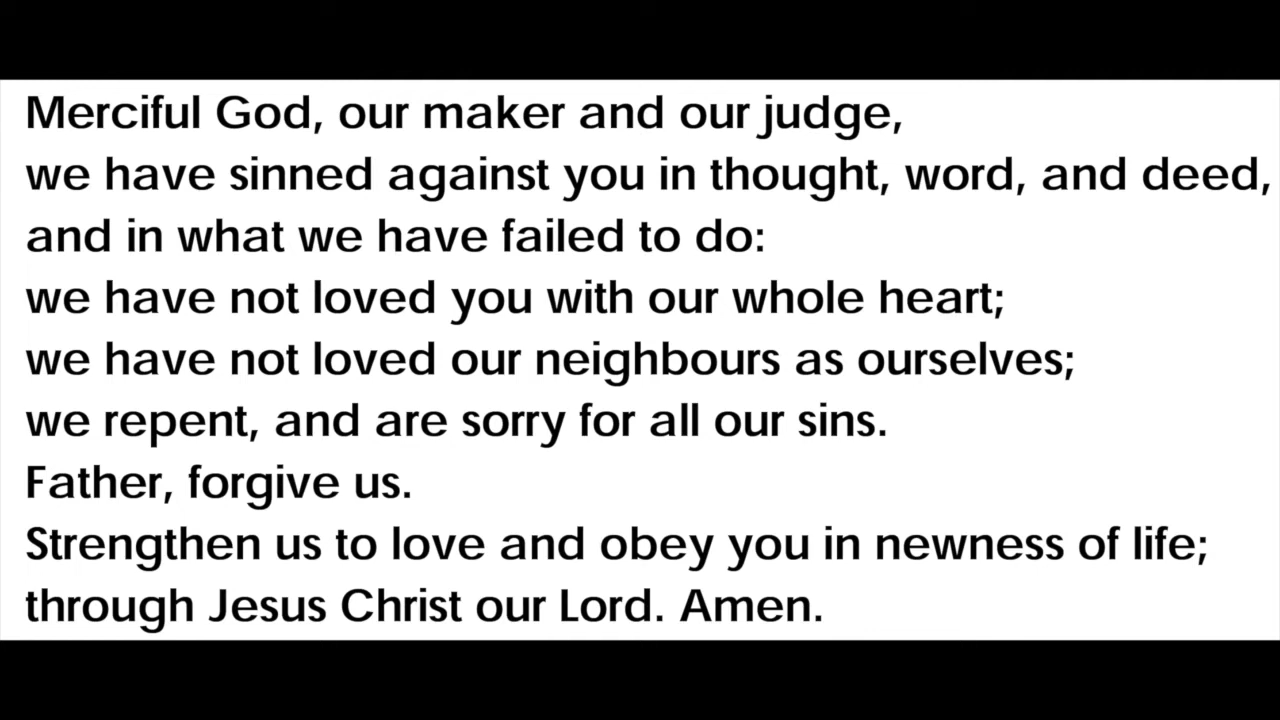 Merciful God, our maker and our judge,
we have sinned against you in thought, word, and deed,
and in what we have failed to do:
we have not loved you with our whole heart;
we have not loved our neighbours as ourselves;
we repent, and are sorry for all our sins.
Father, forgive us.
Strengthen us to love and obey you in newness of life;
through Jesus Christ our Lord. Amen.